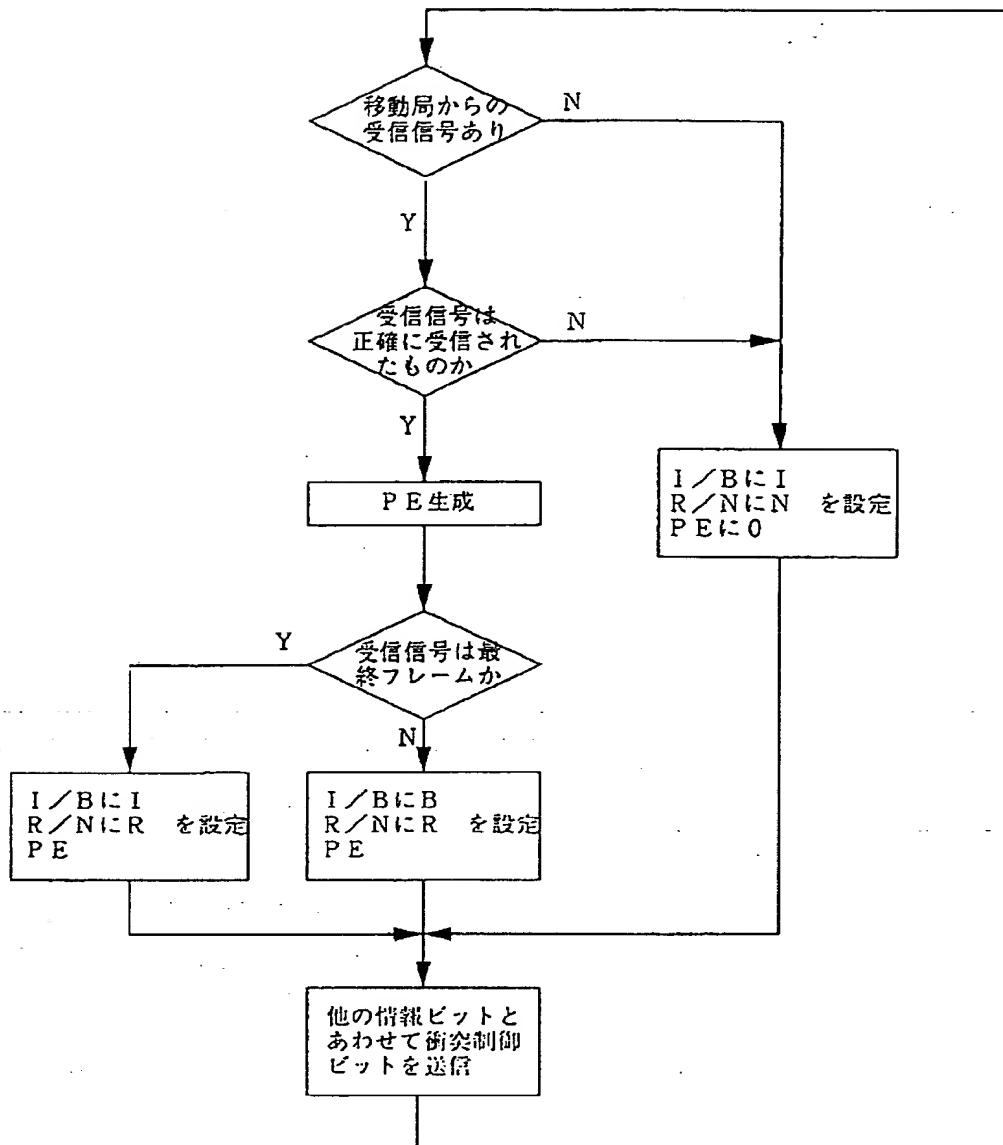 移動局からの
受信信号あり
N
Y
受信信号は
正確に受信され
たものか
N
Y
PE生成
I/BにI
R/NにN を設定
PEに0
受信信号は最
終フレームか
Y
N
I/BにI
R/NにR を設定
PE
I/BにB
R/NにR を設定
PE
他の情報ビットと
あわせて衝突制御
ビットを送信